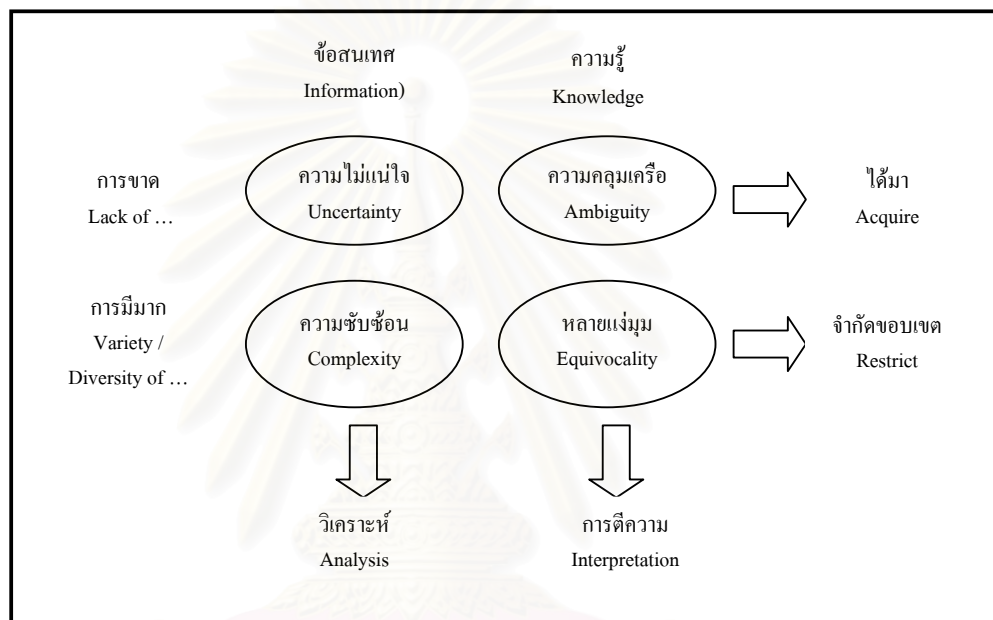 ข้อสนเทศ
Information)
ความรู้
Knowledge
การขาด
Lack of …
ความไม่แน่ใจ
Uncertainty
ความคลุมเครือ
Ambiguity
ได้มา
Acquire
การมีมาก
Variety /
Diversity of …
ความซับซ้อน
Complexity
หลายแง่มุม
Equivocality
จำกัดขอบเขต
Restrict
วิเคราะห์
Analysis
การตีความ
Interpretation